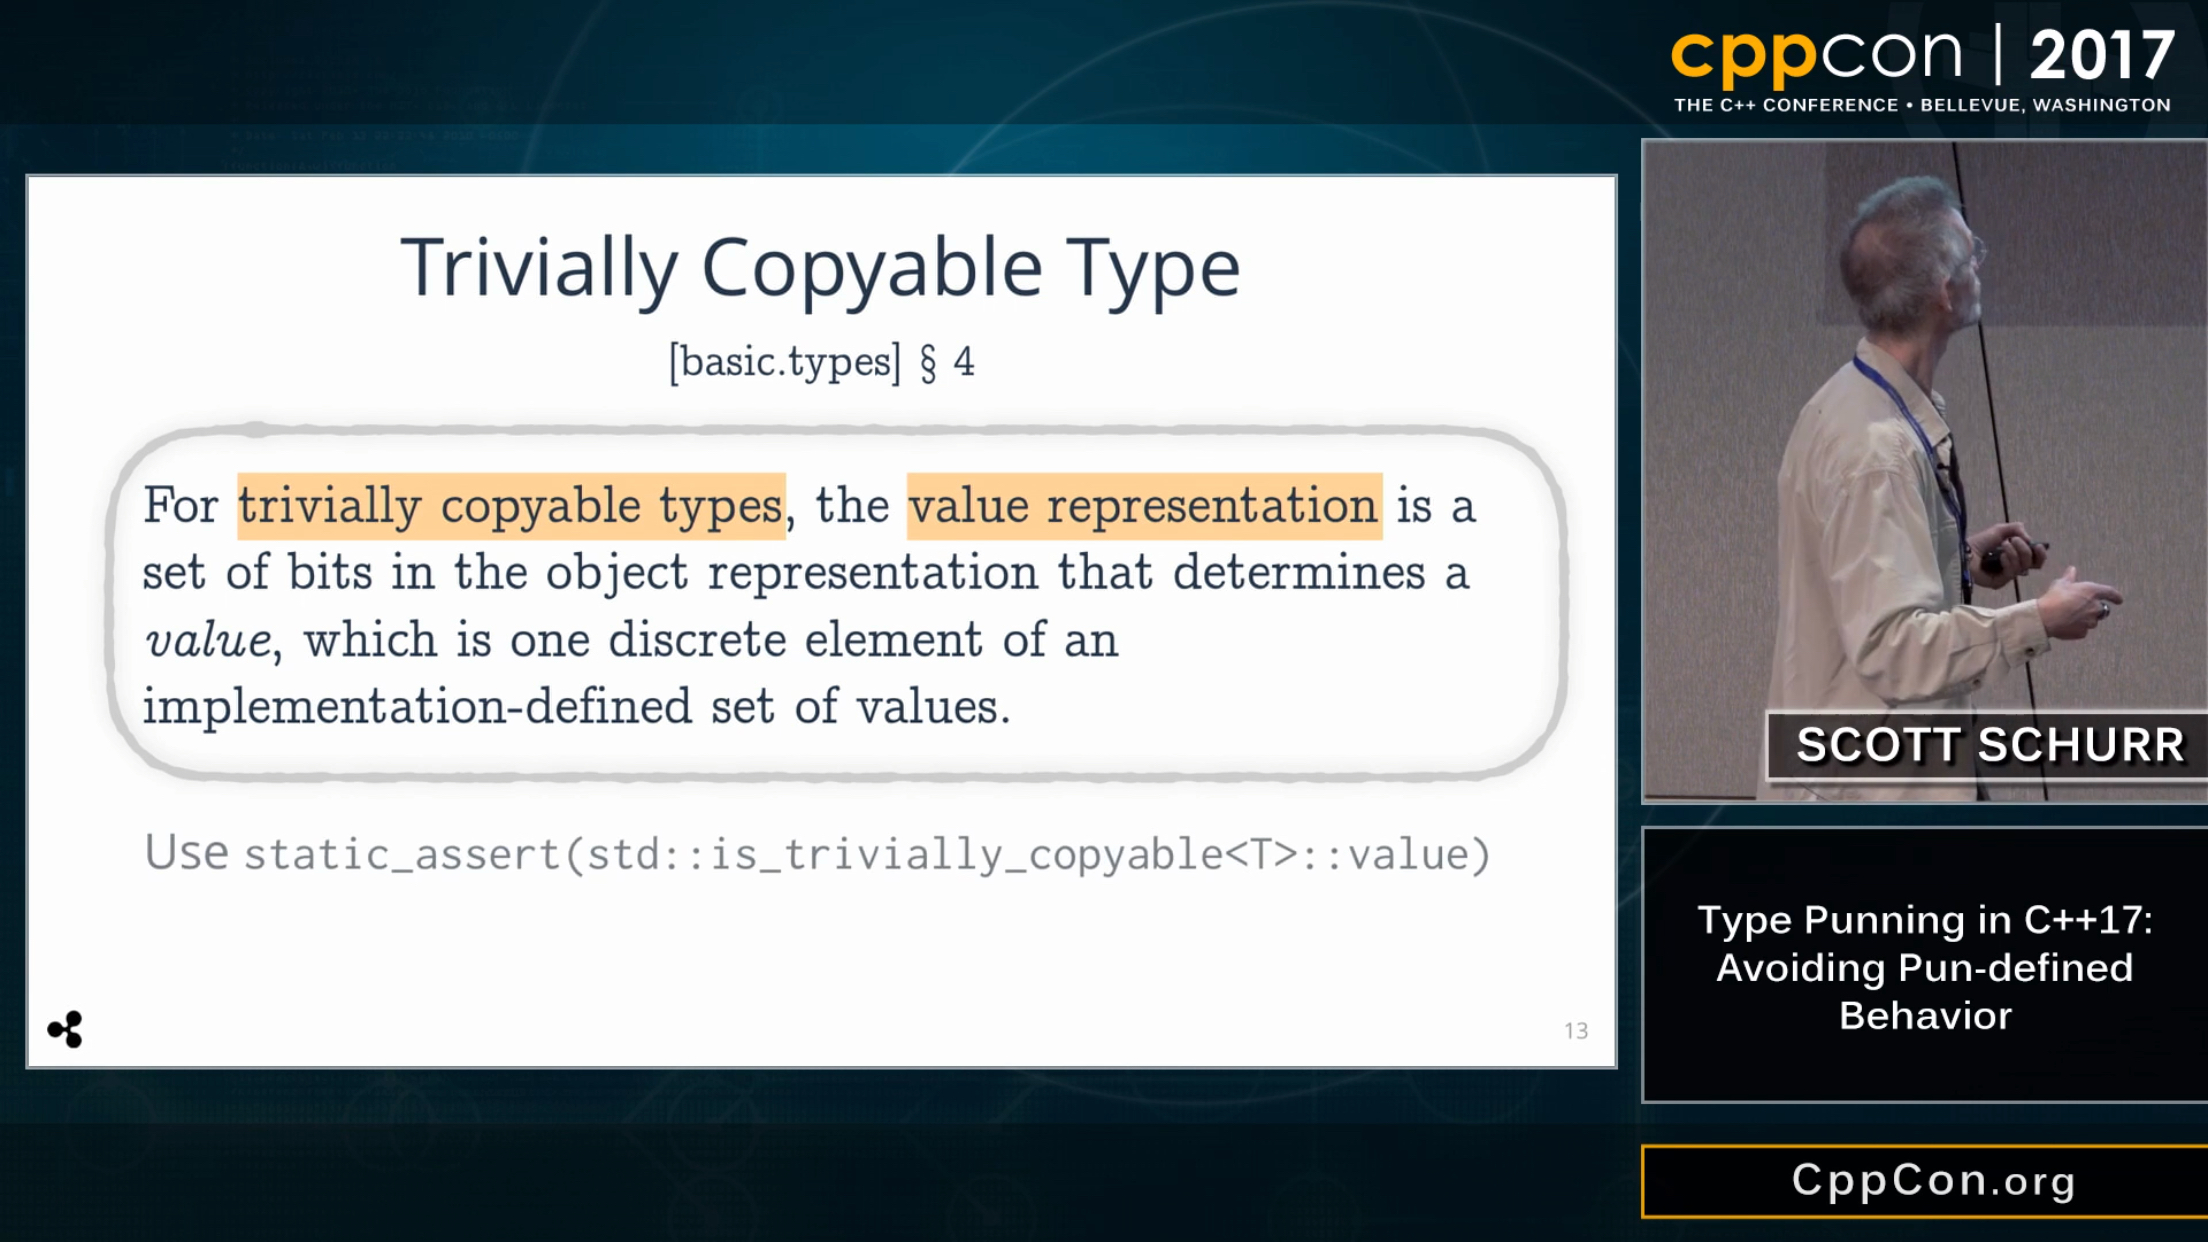 cppcon | 2017
THE C++ CONFERENCE • BELLEVUE, WASHINGTON
Trivially Copyable Type
[basic.types] § 4
For trivially copyable types, the value representation is a
set of bits in the object representation that determines a
value, which is one discrete element of an
implementation-defined set of values.
Use static_assert(std::is_trivially_copyable<T>::value)
13
SCOTT SCHURR
Type Punning in C++17:
Avoiding Pun-defined
Behavior
CppCon.org